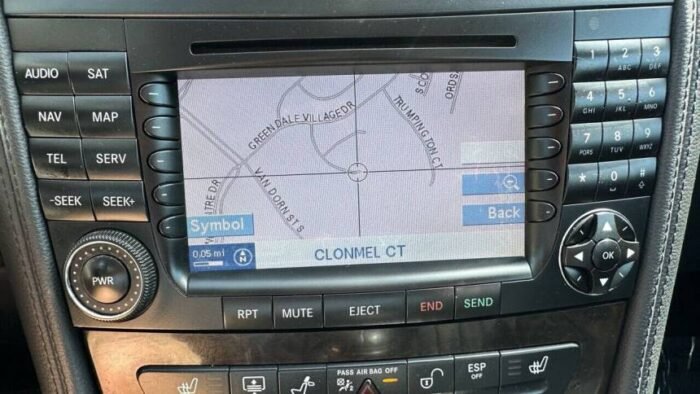 AUDIO SAT
NAV MAP
TEL SERV
-SEEK SEEK+
PWR
GREENDALE VILLAGE DR
TRUMPINGTON CT
VAN DORN ST S
Symbol
0.05 mi
N
Back
CLONMEL CT
1 2 ABC 3 DEF
4 GHI 5 JKL 6 MNO
7 PQRS 8 TUV 9 WXYZ
* 0 #
OK
RPT MUTE EJECT END SEND
PASS AIR BAG OFF
ESP
OFF